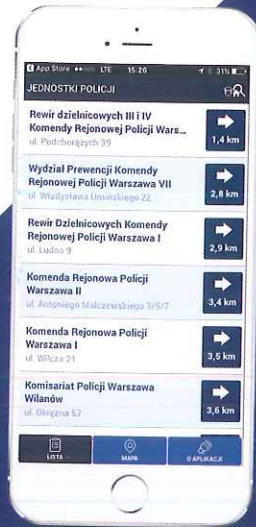 App Store LTE 15:26 31%
JEDNOSTKI POLICJI
Rewir dzielnicowych III i IV
Komendy Rejonowej Policji Wars...
ul. Podchorążych 39
1,4 km
Wydział Prewencji Komendy
Rejonowej Policji Warszawa VII
ul. Władysława Umińskiego 22
2,8 km
Rewir Dzielnicowych Komendy
Rejonowej Policji Warszawa I
ul. Ludna 9
2,9 km
Komenda Rejonowa Policji
Warszawa II
ul. Antoniego Malczewskiego 3/5/7
3,4 km
Komenda Rejonowa Policji
Warszawa I
ul. Wilcza 21
3,5 km
Komisariat Policji Warszawa
Wilanów
ul. Okrężna 57
3,6 km
LISTA
MAPA
O APLIKACJI